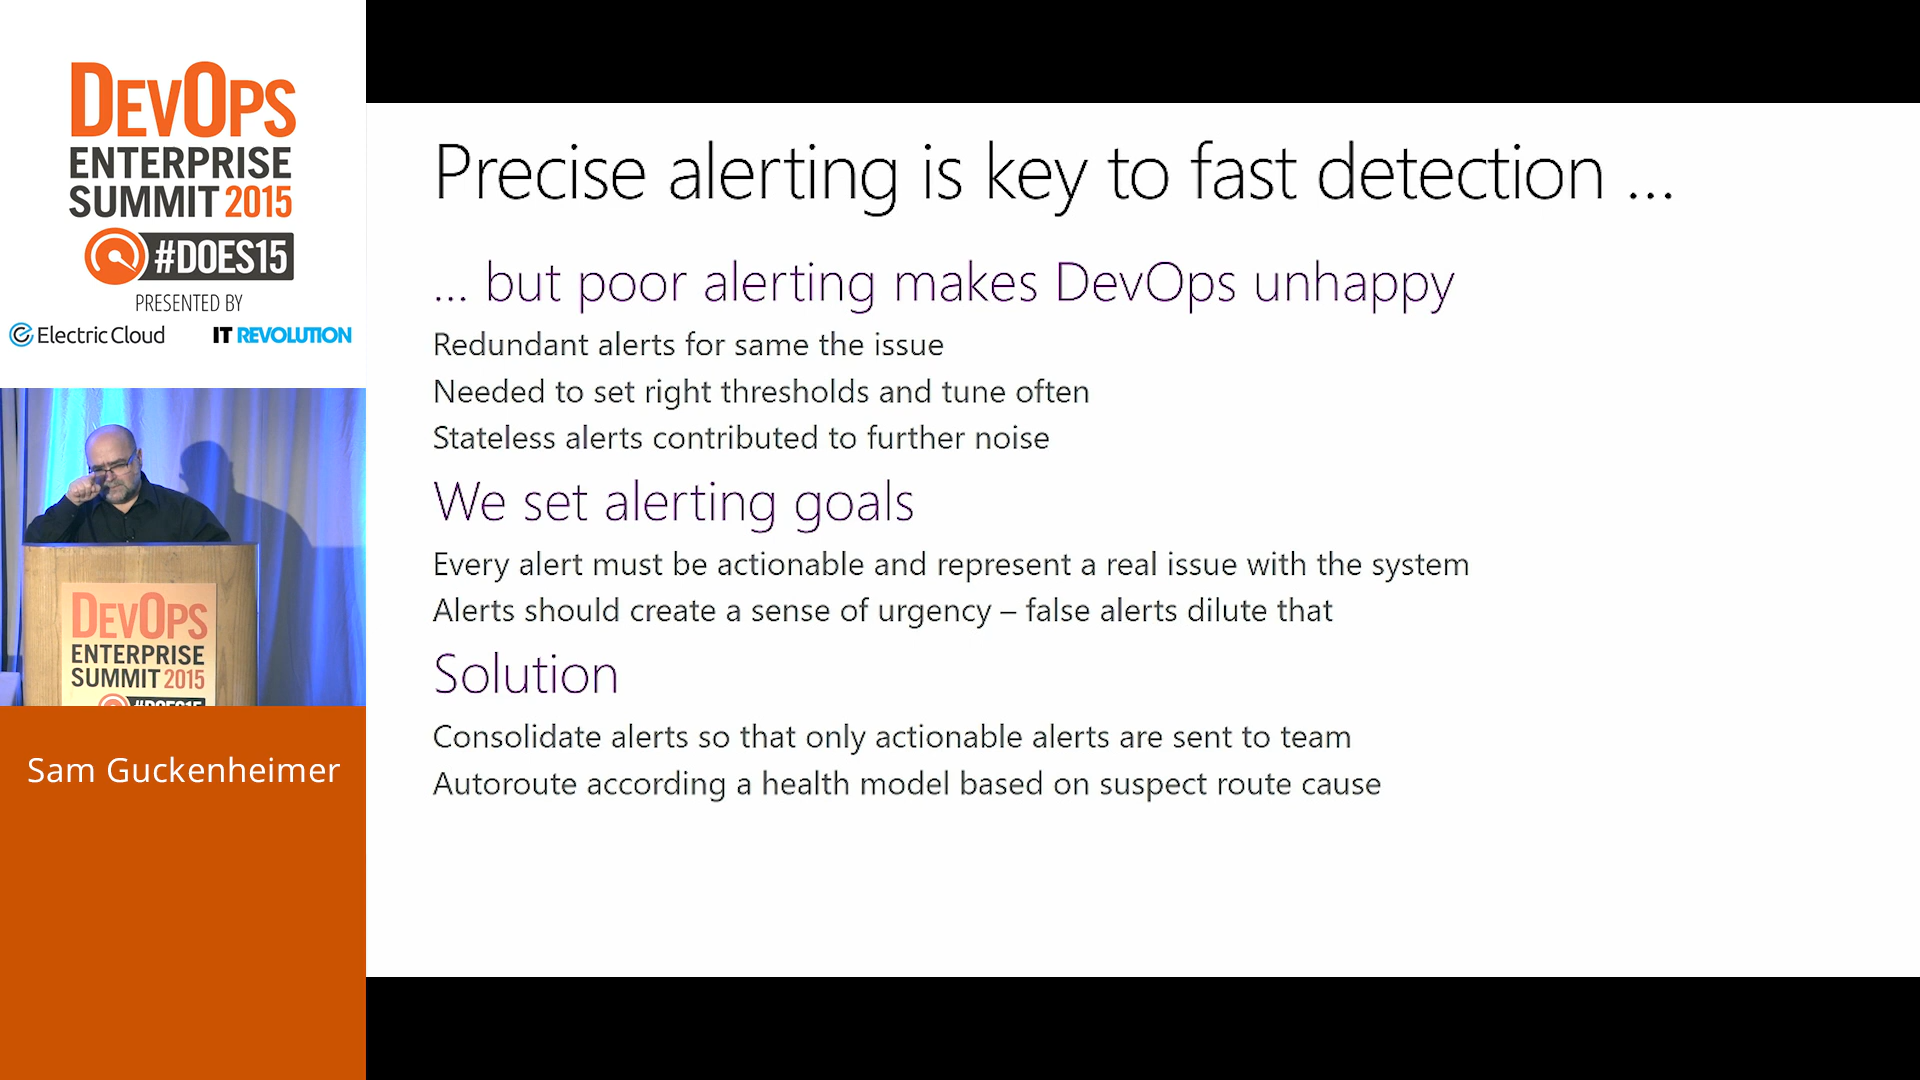 DEVOPS
ENTERPRISE
SUMMIT 2015
#DOES15
PRESENTED BY
Electric Cloud
IT REVOLUTION
DEVOPS
ENTERPRISE
SUMMIT 2015
#DOES15
Sam Guckenheimer
Precise alerting is key to fast detection ...
... but poor alerting makes DevOps unhappy
Redundant alerts for same the issue
Needed to set right thresholds and tune often
Stateless alerts contributed to further noise
We set alerting goals
Every alert must be actionable and represent a real issue with the system
Alerts should create a sense of urgency – false alerts dilute that
Solution
Consolidate alerts so that only actionable alerts are sent to team
Autoroute according a health model based on suspect route cause